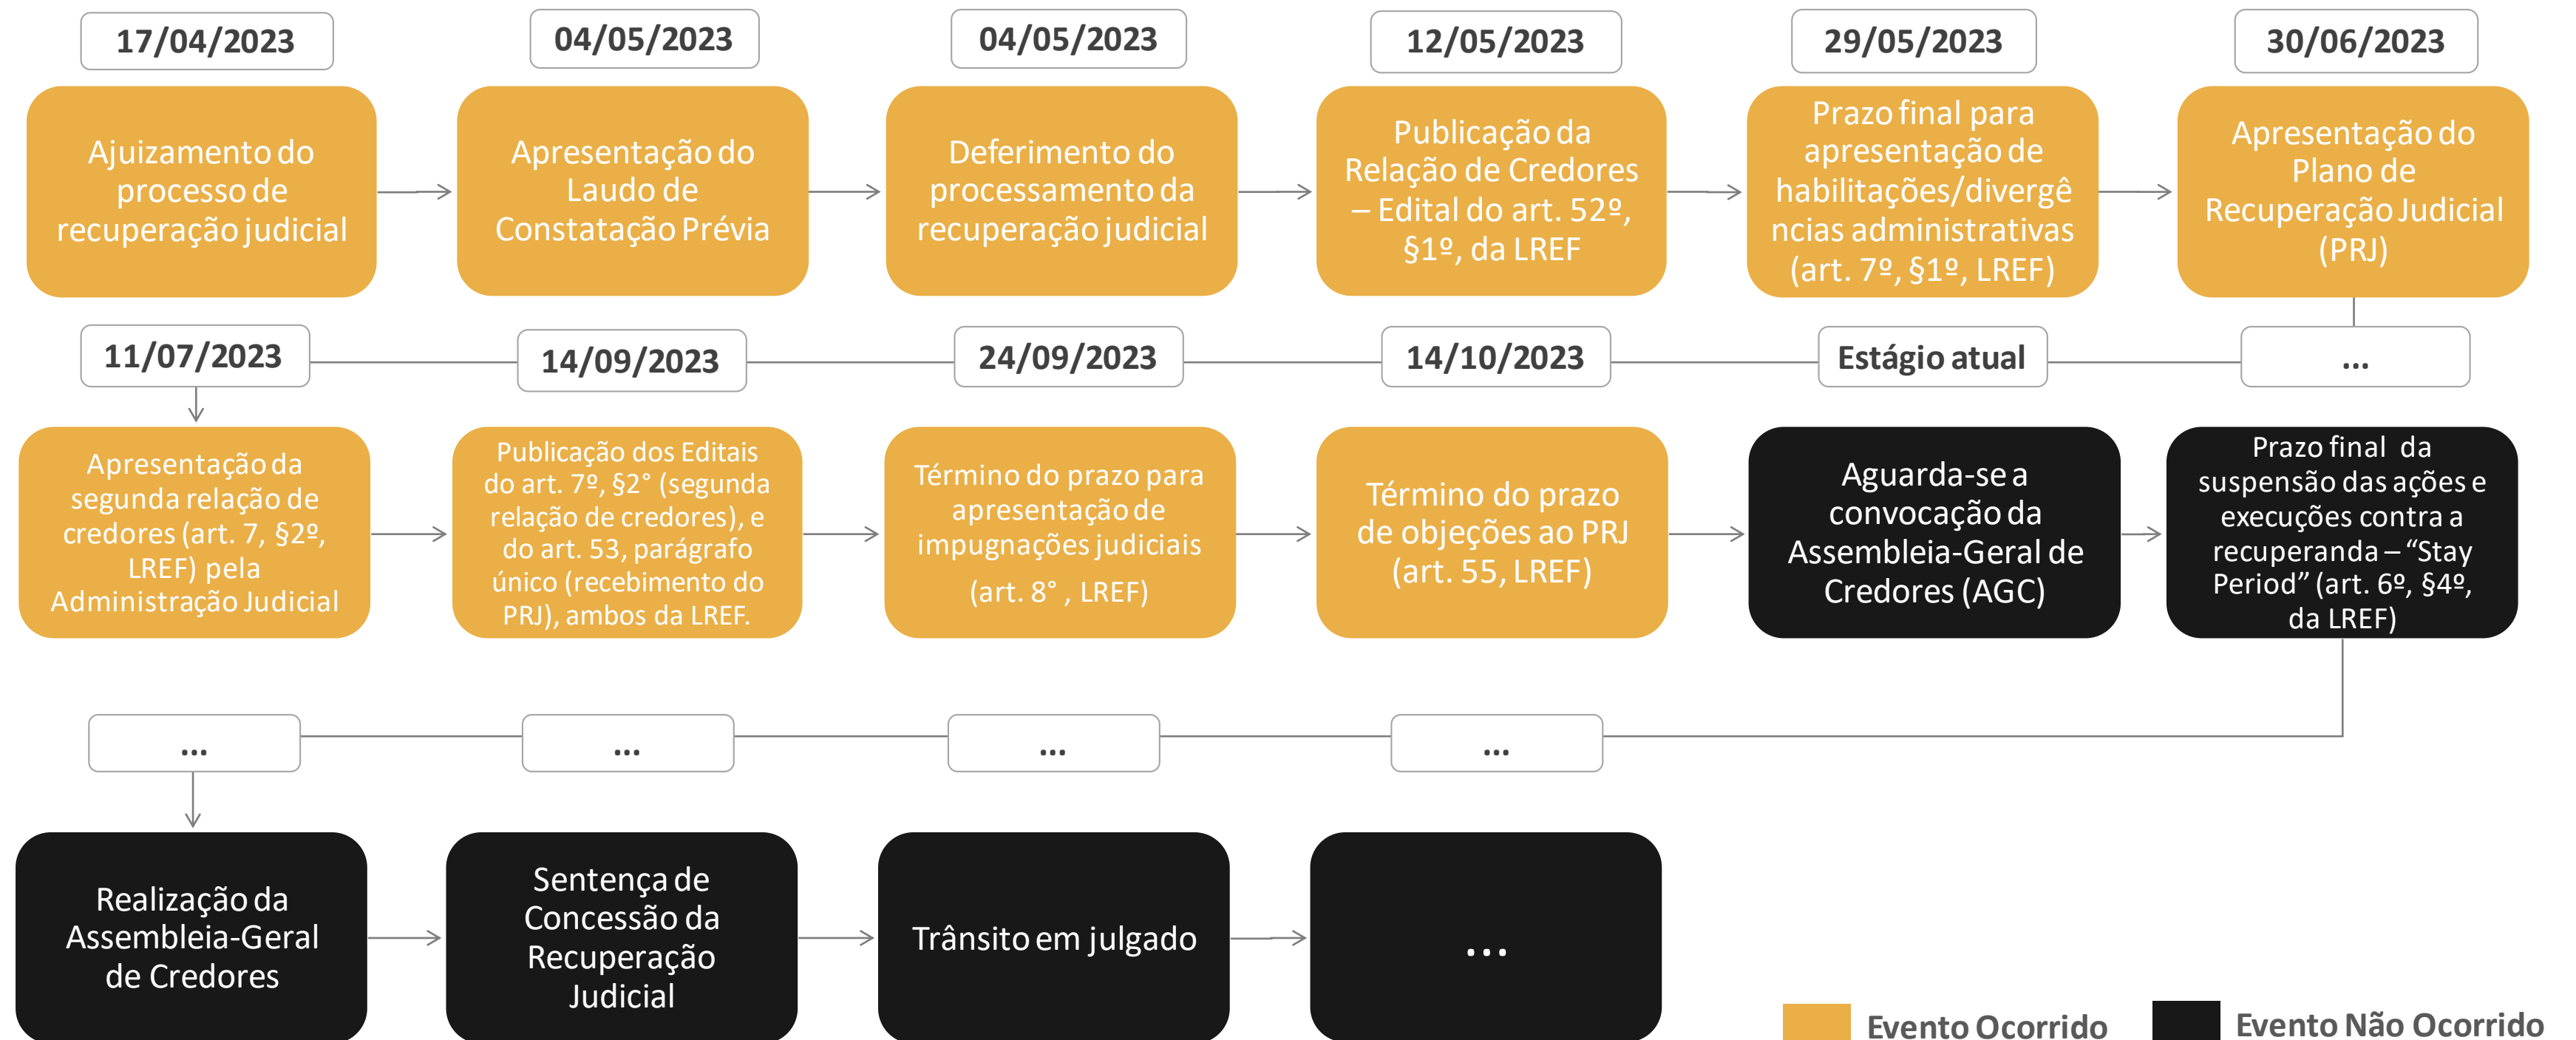 17/04/2023
04/05/2023
04/05/2023
12/05/2023
29/05/2023
30/06/2023
Ajuizamento do
processo de
recuperação judicial
Apresentação do
Laudo de
Constatação Prévia
Deferimento do
processamento da
recuperação judicial
Publicação da
Relação de Credores
– Edital do art. 52º,
§1º, da LREF
Prazo final para
apresentação de
habilitações/divergê
ncias administrativas
(art. 7º, §1º, LREF)
Apresentação do
Plano de
Recuperação Judicial
(PRJ)
11/07/2023
14/09/2023
24/09/2023
14/10/2023
Estágio atual
...
Apresentação da
segunda relação de
credores (art. 7, §2º,
LREF) pela
Administração Judicial
Publicação dos Editais
do art. 7º, §2° (segunda
relação de credores), e
do art. 53, parágrafo
único (recebimento do
PRJ), ambos da LREF.
Término do prazo para
apresentação de
impugnações judiciais
(art. 8° , LREF)
Término do prazo
de objeções ao PRJ
(art. 55, LREF)
Aguarda-se a
convocação da
Assembleia-Geral de
Credores (AGC)
Prazo final da
suspensão das ações e
execuções contra a
recuperanda – “Stay
Period” (art. 6º, §4º,
da LREF)
...
...
...
...
Realização da
Assembleia-Geral
de Credores
Sentença de
Concessão da
Recuperação
Judicial
Trânsito em julgado
...
Evento Ocorrido
Evento Não Ocorrido